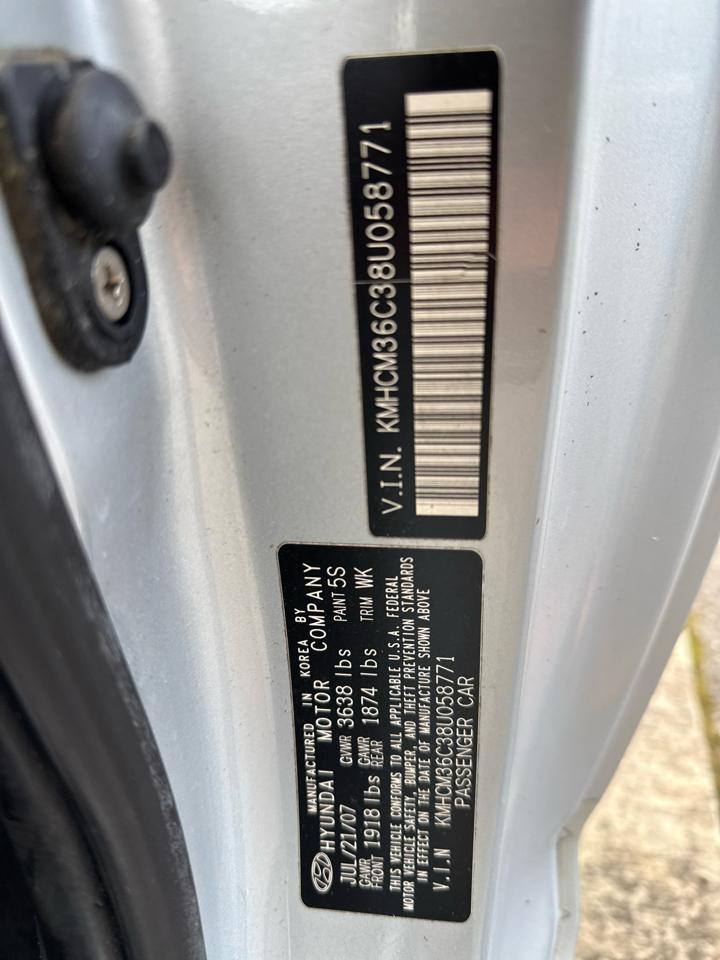 V.I.N. KMHCM36C38U058771
MANUFACTURED IN KOREA BY
HYUNDAI MOTOR COMPANY
JUL/21/07 GVWR 3638 lbs PAINT 5S
GAWR FRONT 1918 lbs GAWR REAR 1874 lbs TRIM WK
THIS VEHICLE CONFORMS TO ALL APPLICABLE U.S.A. FEDERAL
MOTOR VEHICLE SAFETY, BUMPER, AND THEFT PREVENTION STANDARDS
IN EFFECT ON THE DATE OF MANUFACTURE SHOWN ABOVE
V.I.N KMHCM36C38U058771
PASSENGER CAR